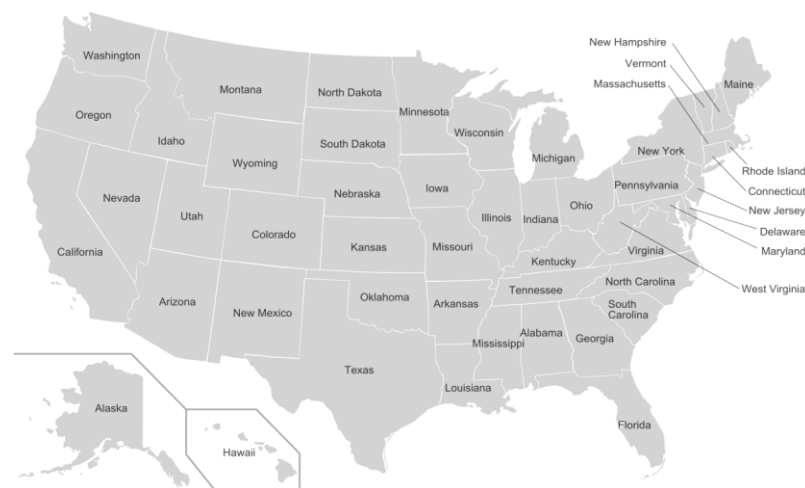 New Hampshire
Washington
Vermont
Montana
North Dakota
Massachusetts
Maine
Minnesota
Oregon
Wisconsin
South Dakota
Idaho
New York
Michigan
Wyoming
Rhode Island
Pennsylvania
Iowa
Connecticut
Nebraska
Nevada
Ohio
New Jersey
Illinois
Indiana
Utah
Delaware
Colorado
Kansas
Missouri
Virginia
Maryland
California
Kentucky
North Carolina
West Virginia
Tennessee
Oklahoma
Arizona
Arkansas
South
Carolina
New Mexico
Alabama
Mississippi
Georgia
Texas
Louisiana
Alaska
Florida
Hawaii